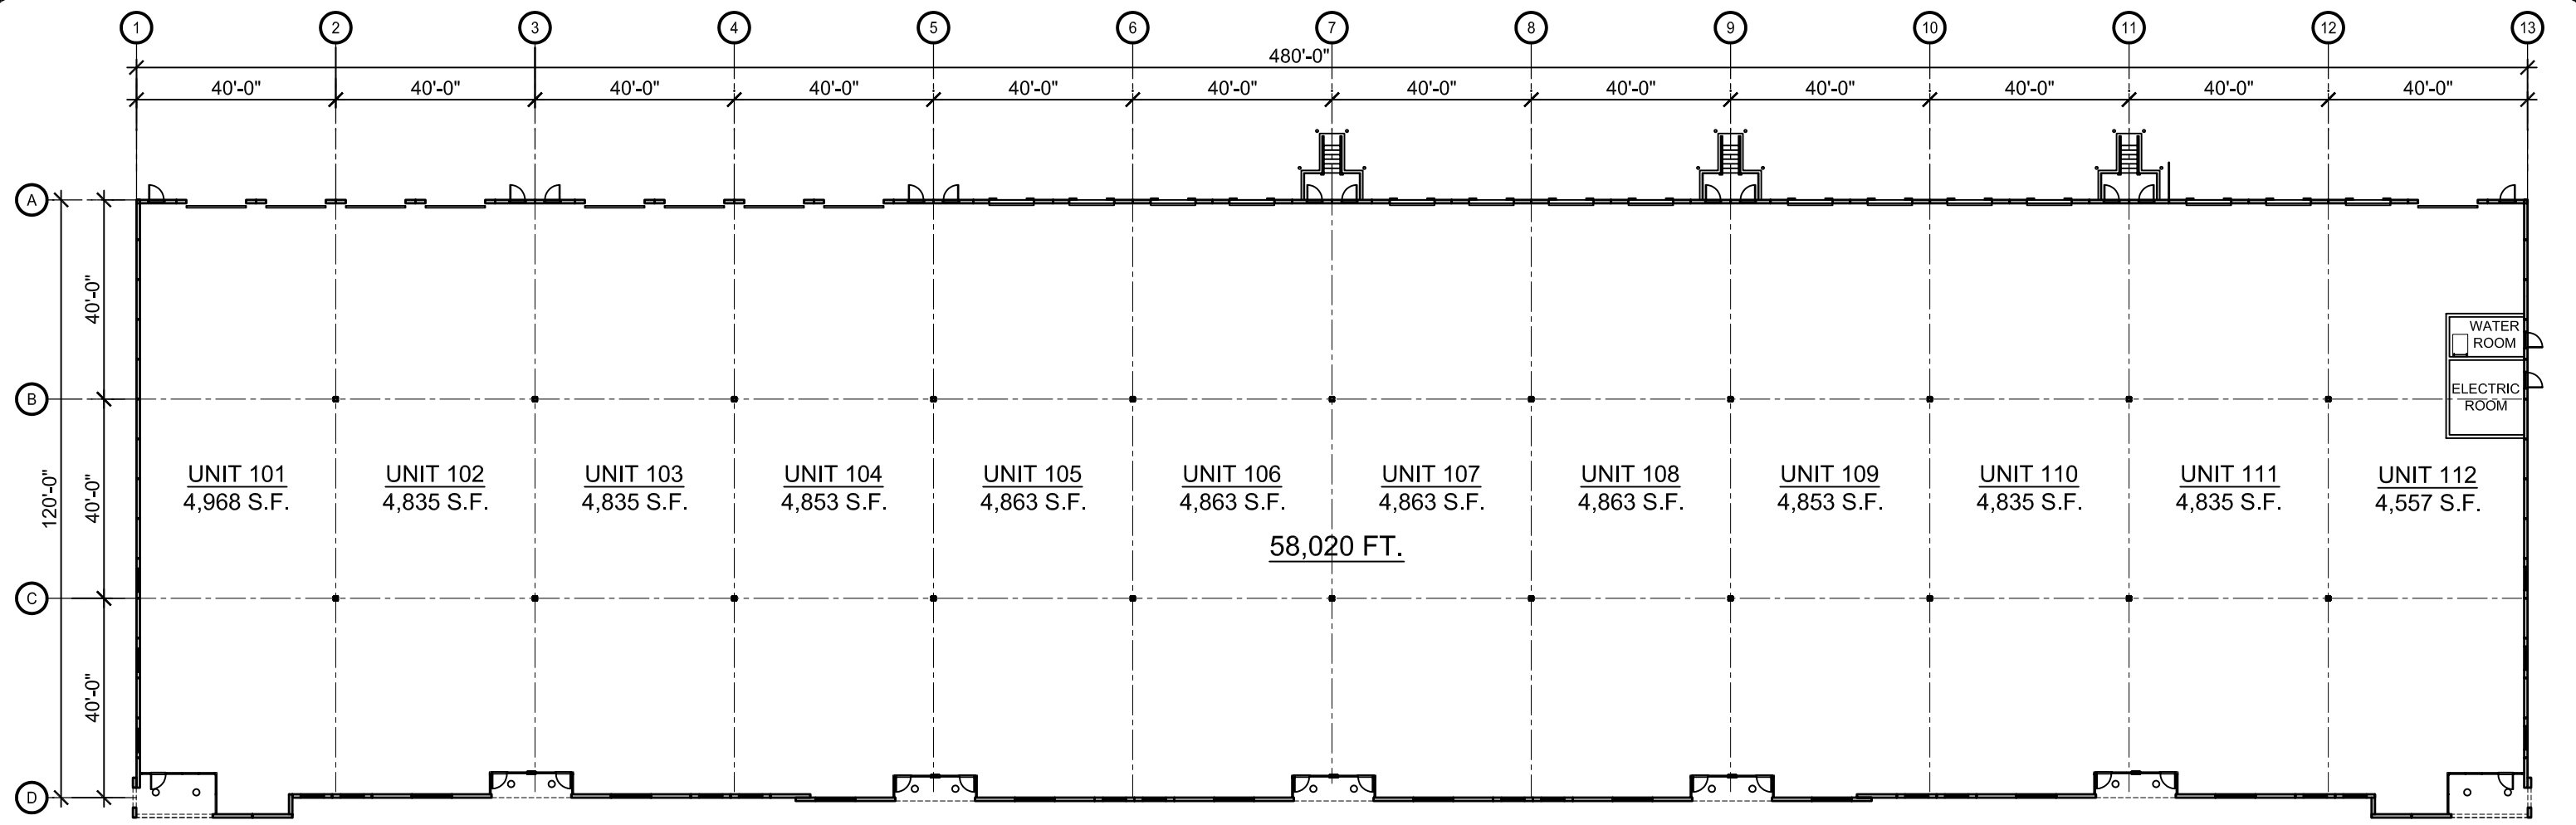 1 2 3 4 5 6 7 8 9 10 11 12 13
480'-0"
40'-0" 40'-0" 40'-0" 40'-0" 40'-0" 40'-0" 40'-0" 40'-0" 40'-0" 40'-0" 40'-0" 40'-0"
A
40'-0"
WATER
ROOM
B
ELECTRIC
ROOM
120'-0"
40'-0"
UNIT 101 UNIT 102 UNIT 103 UNIT 104 UNIT 105 UNIT 106 UNIT 107 UNIT 108 UNIT 109 UNIT 110 UNIT 111 UNIT 112
4,968 S.F. 4,835 S.F. 4,835 S.F. 4,853 S.F. 4,863 S.F. 4,863 S.F. 4,863 S.F. 4,863 S.F. 4,853 S.F. 4,835 S.F. 4,835 S.F. 4,557 S.F.
58,020 FT.
C
40'-0"
D